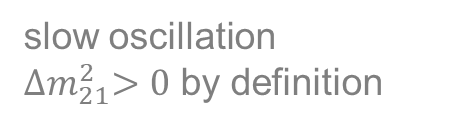 slow oscillation
Δm²₂₁> 0 by definition